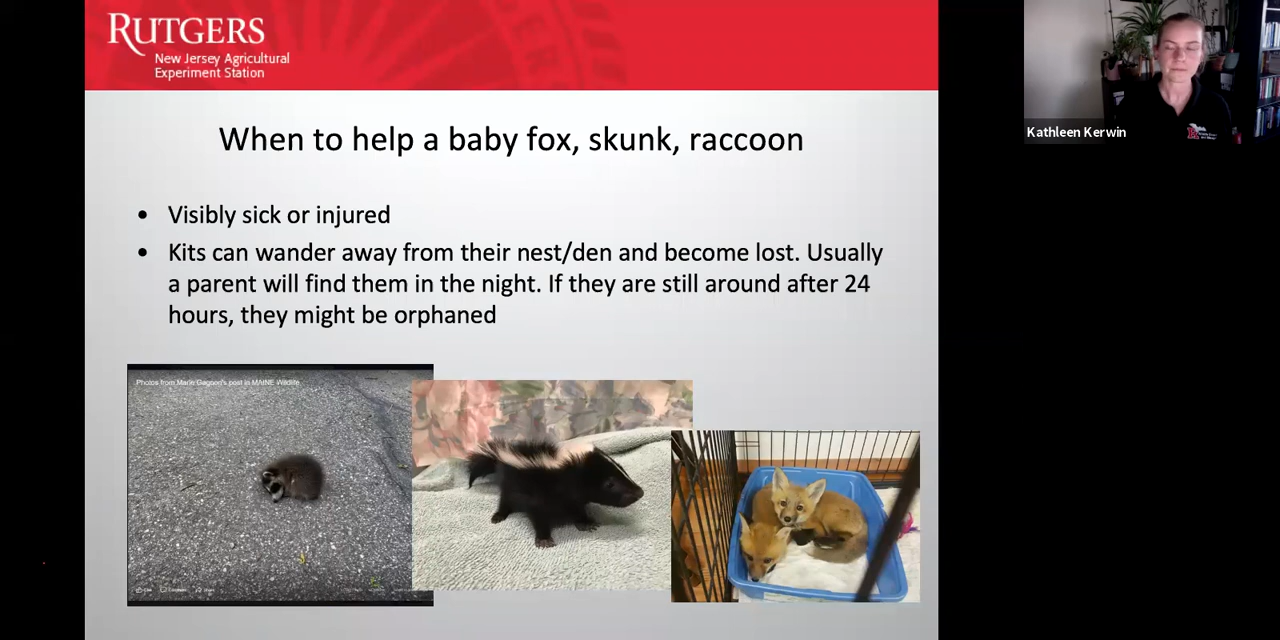 RUTGERS
New Jersey Agricultural
Experiment Station
Kathleen Kerwin
When to help a baby fox, skunk, raccoon
• Visibly sick or injured
• Kits can wander away from their nest/den and become lost. Usually
a parent will find them in the night. If they are still around after 24
hours, they might be orphaned
Photos from Marie Gagnon's post in MAINE Wildlife